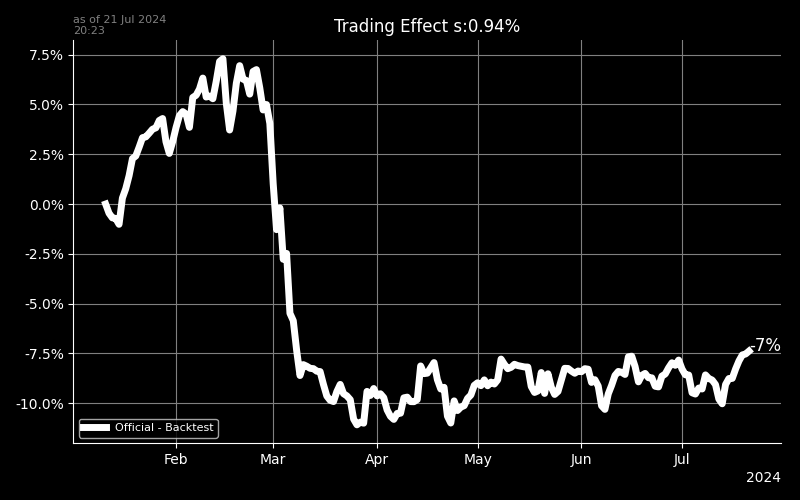 as of 21 Jul 2024
20:23
Trading Effect s:0.94%
7.5%
5.0%
2.5%
0.0%
-2.5%
-5.0%
-7.5%
-10.0%
-7%
Official - Backtest
Feb
Mar
Apr
May
Jun
Jul
2024